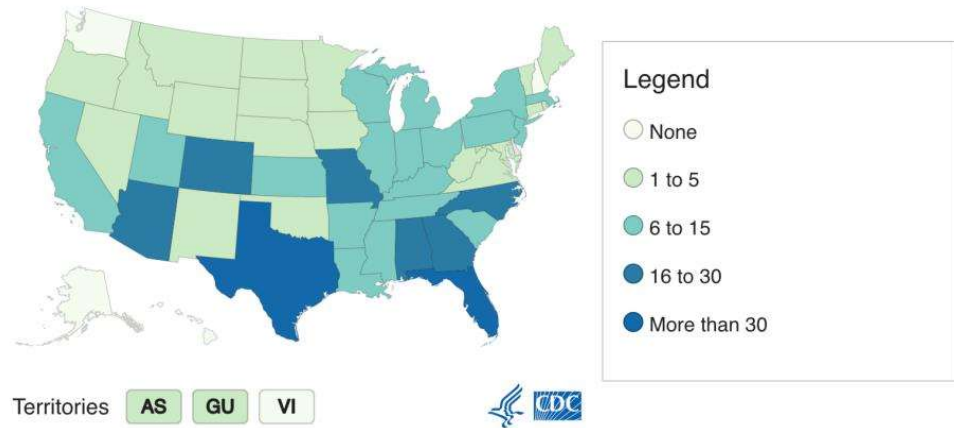 Legend
None
1 to 5
6 to 15
16 to 30
More than 30
Territories AS GU VI
CDC